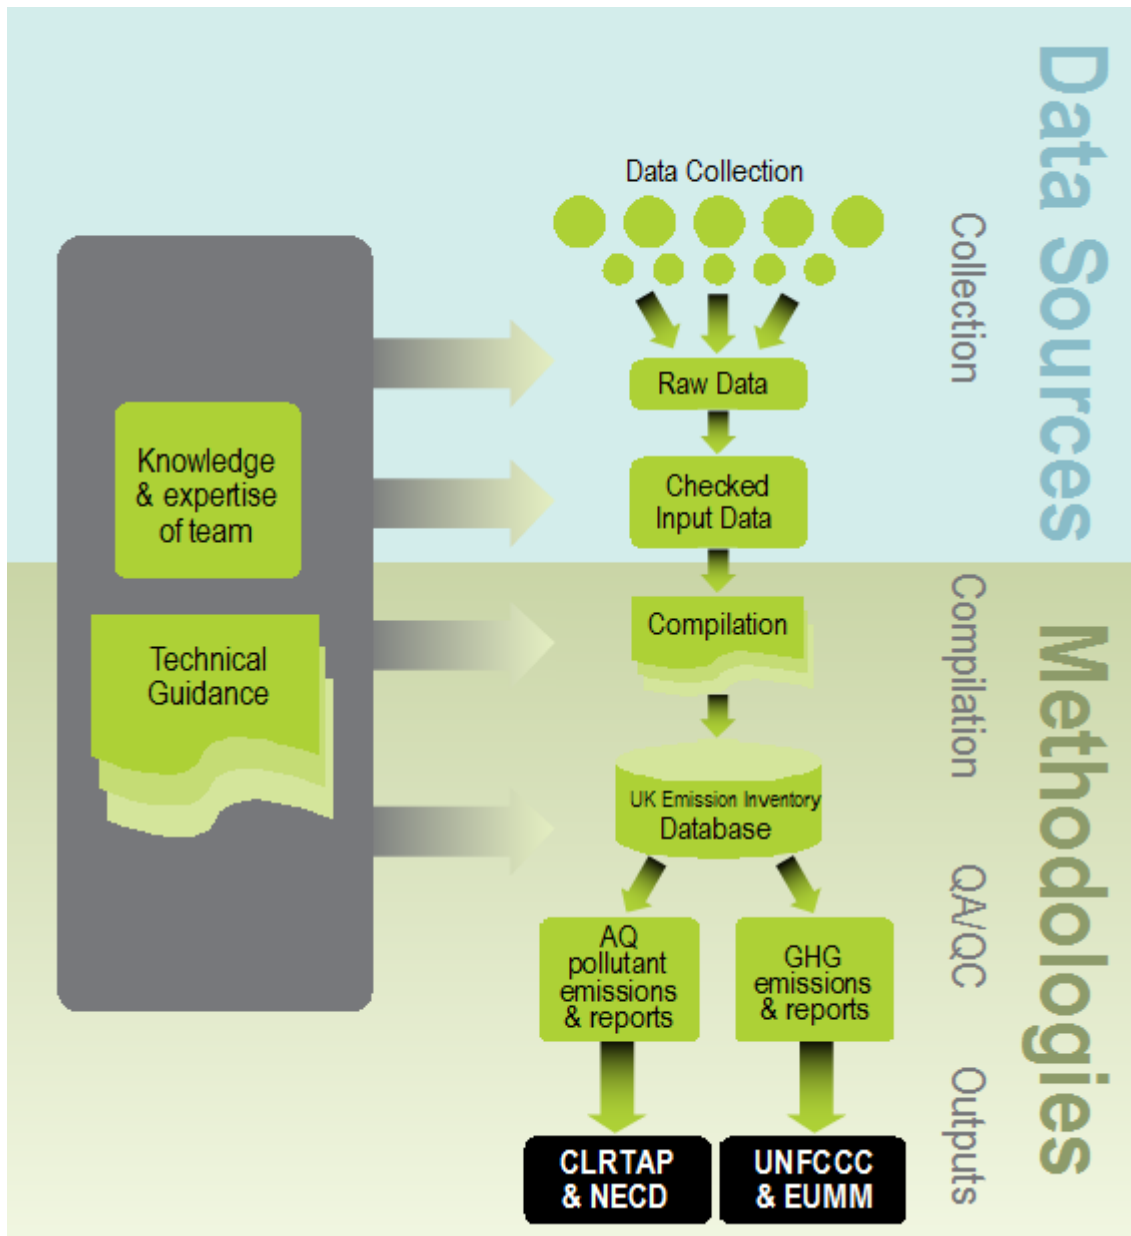 Data Collection
Raw Data
Checked
Input Data
Compilation
UK Emission Inventory
Database
AQ
pollutant
emissions
& reports
GHG
emissions
& reports
CLRTAP
& NECD
UNFCCC
& EUMM
Knowledge
& expertise
of team
Technical
Guidance
Collection
Compilation
QA/QC
Outputs
Data Sources
Methodologies